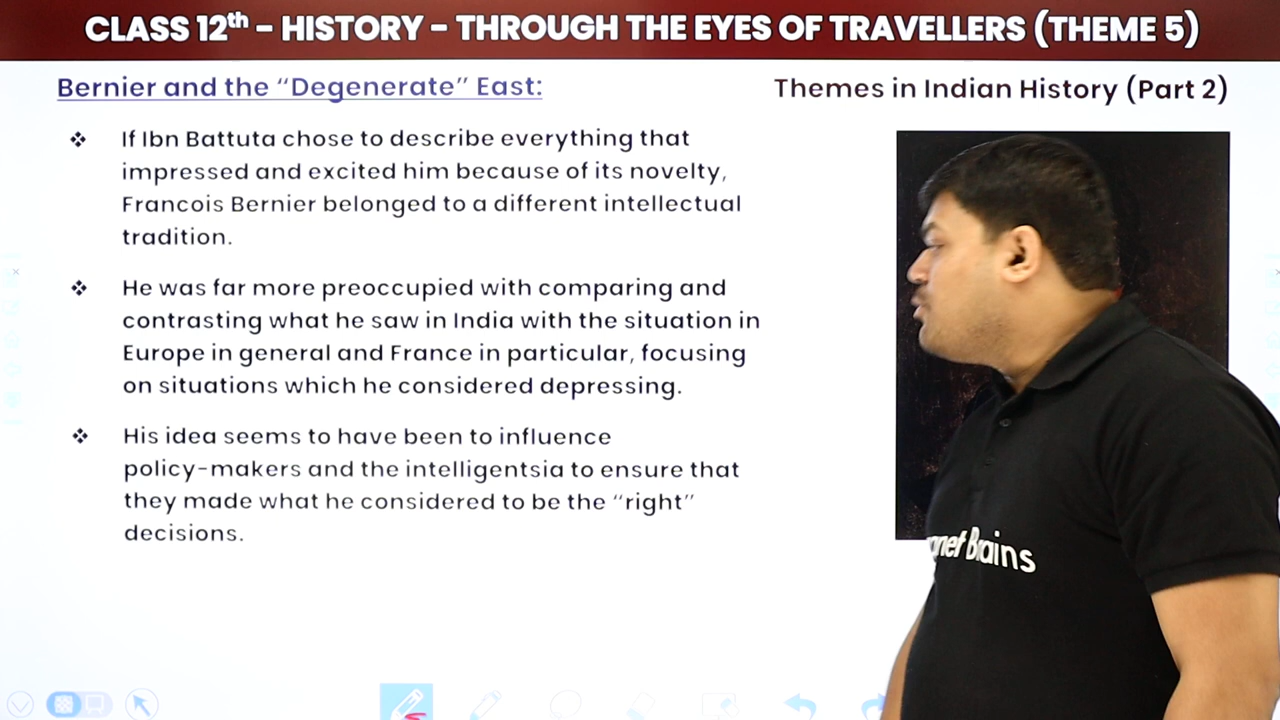 CLASS 12th – HISTORY – THROUGH THE EYES OF TRAVELLERS (THEME 5)
Bernier and the “Degenerate” East:
Themes in Indian History (Part 2)
❖ If Ibn Battuta chose to describe everything that
impressed and excited him because of its novelty,
Francois Bernier belonged to a different intellectual
tradition.
❖ He was far more preoccupied with comparing and
contrasting what he saw in India with the situation in
Europe in general and France in particular, focusing
on situations which he considered depressing.
❖ His idea seems to have been to influence
policy-makers and the intelligentsia to ensure that
they made what he considered to be the “right”
decisions.
Brains